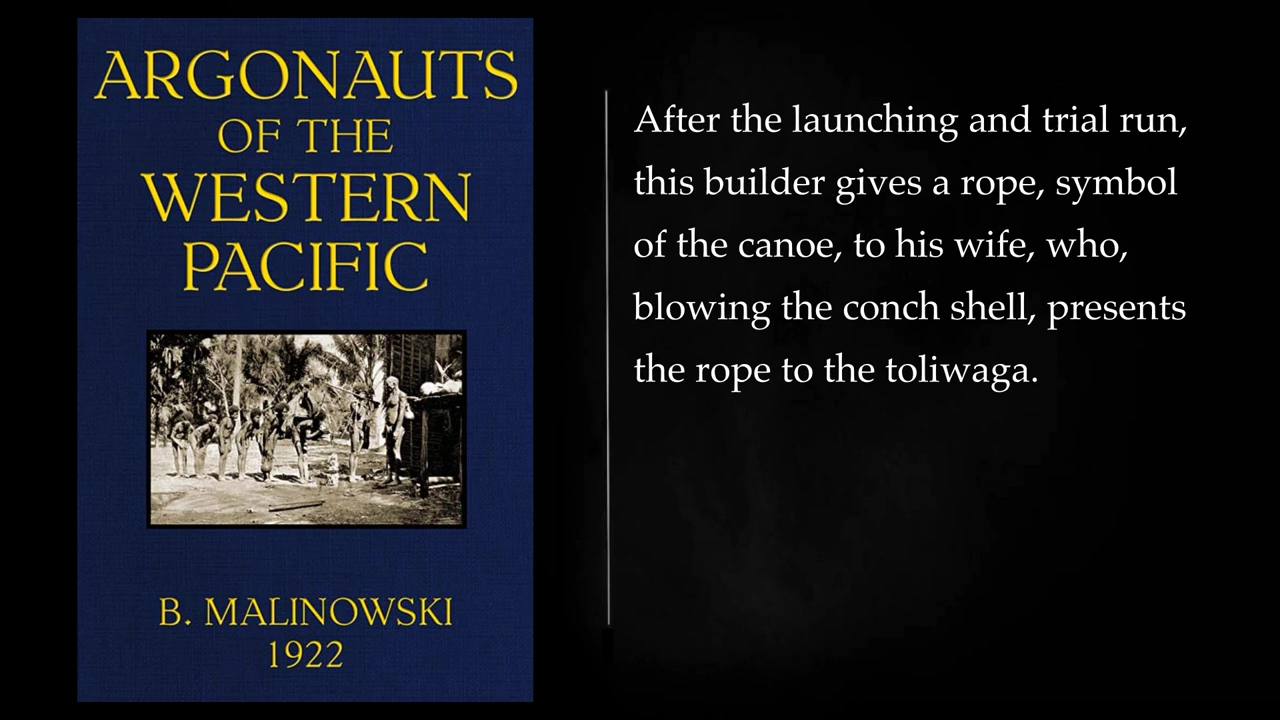 ARGONAUTS
OF THE
WESTERN
PACIFIC
B. MALINOWSKI
1922
After the launching and trial run,
this builder gives a rope, symbol
of the canoe, to his wife, who,
blowing the conch shell, presents
the rope to the toliwaga.